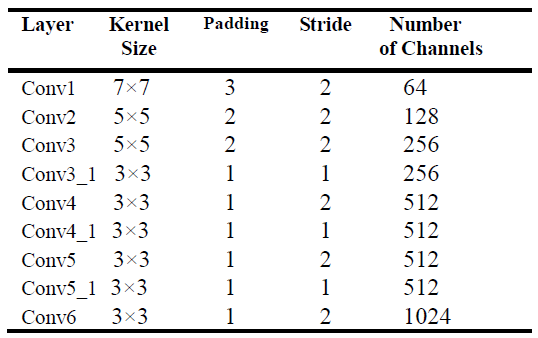 Layer Kernel Size Padding Stride Number of Channels
Conv1 7×7 3 2 64
Conv2 5×5 2 2 128
Conv3 5×5 2 2 256
Conv3_1 3×3 1 1 256
Conv4 3×3 1 2 512
Conv4_1 3×3 1 1 512
Conv5 3×3 1 2 512
Conv5_1 3×3 1 1 512
Conv6 3×3 1 2 1024